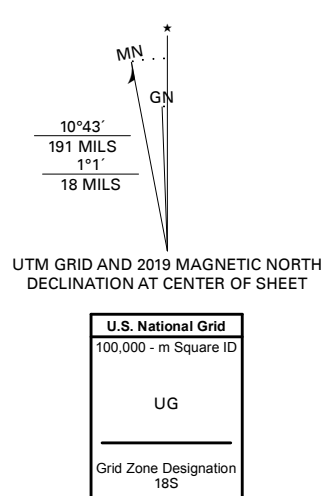 ★
MN
GN
10°43´
191 MILS
1°1´
18 MILS
UTM GRID AND 2019 MAGNETIC NORTH
DECLINATION AT CENTER OF SHEET
U.S. National Grid
100,000 - m Square ID
UG
Grid Zone Designation
18S